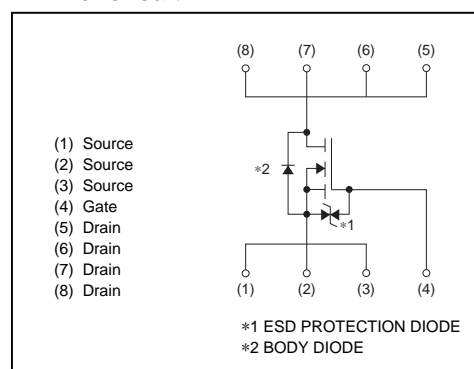 (8) (7) (6) (5)
(1) Source
(2) Source
(3) Source
(4) Gate
(5) Drain
(6) Drain
(7) Drain
(8) Drain
∗2
∗1
(1) (2) (3) (4)
∗1 ESD PROTECTION DIODE
∗2 BODY DIODE